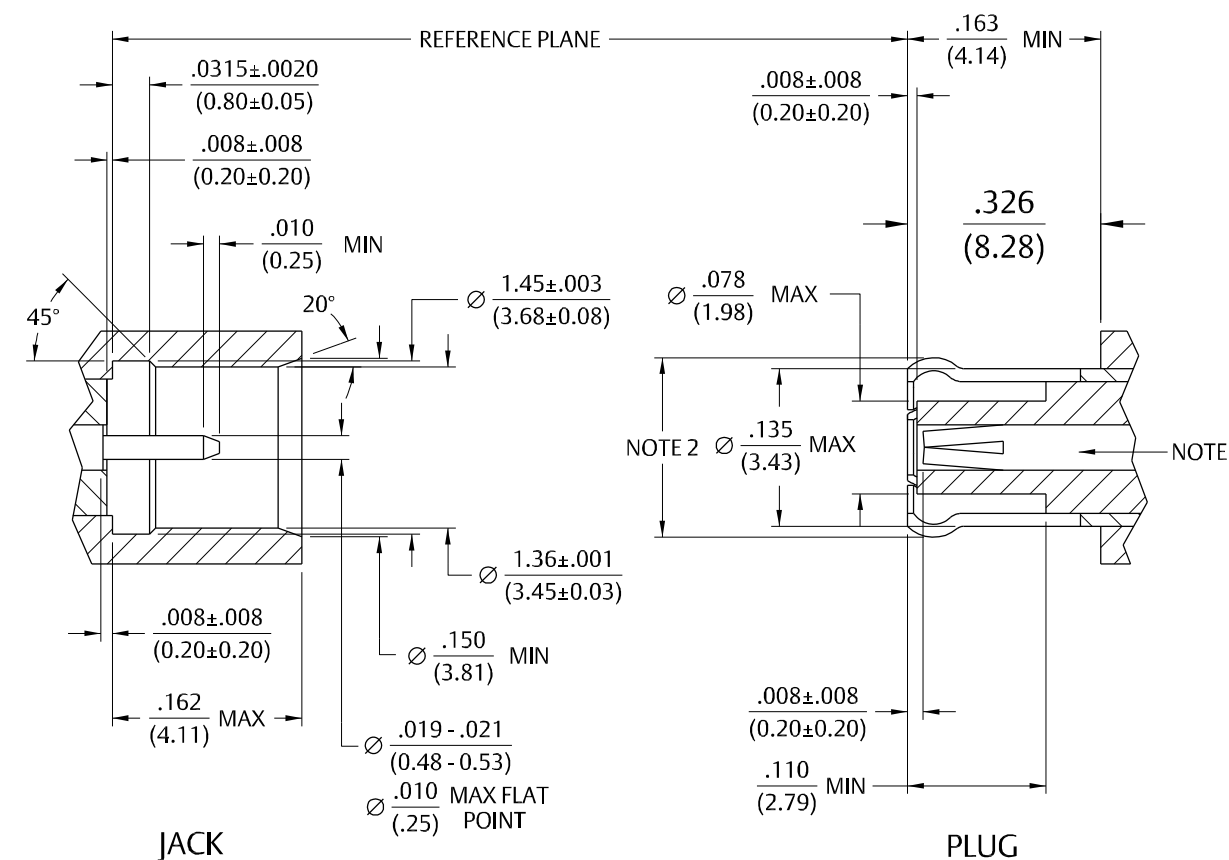 REFERENCE PLANE
.163
(4.14)
MIN
.0315±.0020
(0.80±0.05)
.008±.008
(0.20±0.20)
.008±.008
(0.20±0.20)
.326
(8.28)
.010
(0.25)
MIN
45°
20°
Ø 1.45±.003
(3.68±0.08)
Ø .078
(1.98)
MAX
NOTE 2
Ø .135
(3.43)
MAX
NOTE
Ø 1.36±.001
(3.45±0.03)
.008±.008
(0.20±0.20)
Ø .150
(3.81)
MIN
.162
(4.11)
MAX
Ø .019 - .021
(0.48 - 0.53)
Ø .010
(.25)
MAX FLAT
POINT
.008±.008
(0.20±0.20)
.110
(2.79)
MIN
JACK
PLUG